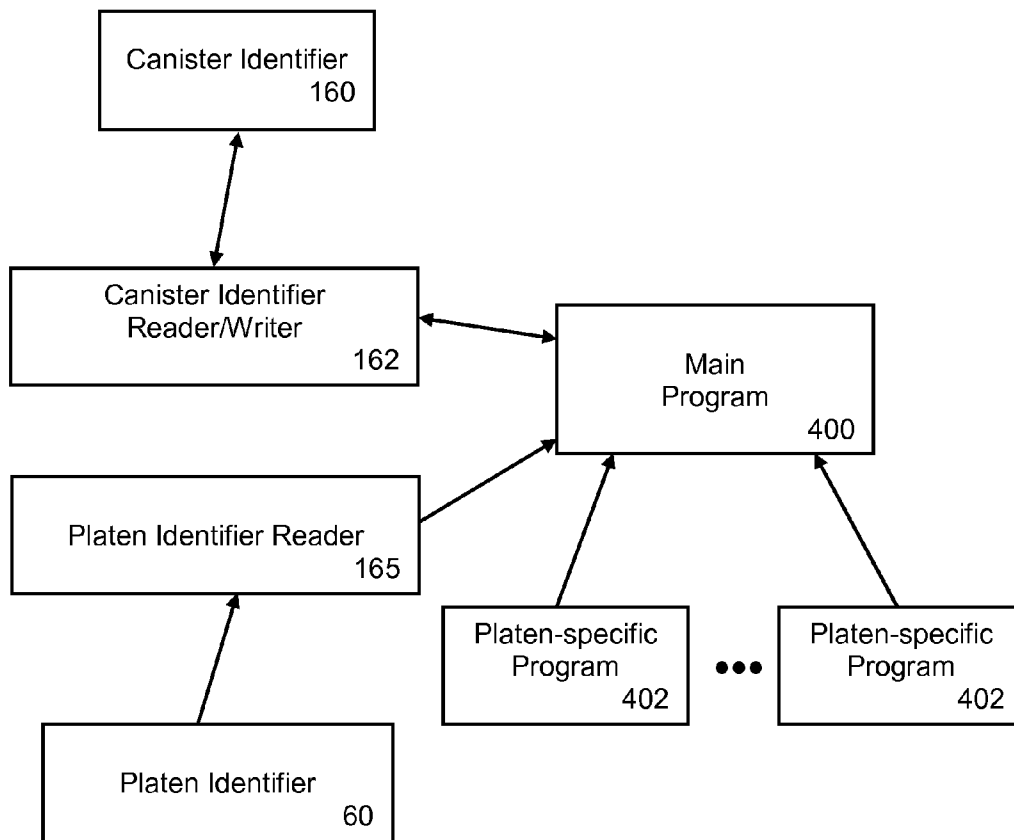 Canister Identifier
160
Canister Identifier
Reader/Writer
162
Main
Program
400
Platen Identifier Reader
165
Platen-specific
Program
402
Platen-specific
Program
402
Platen Identifier
60